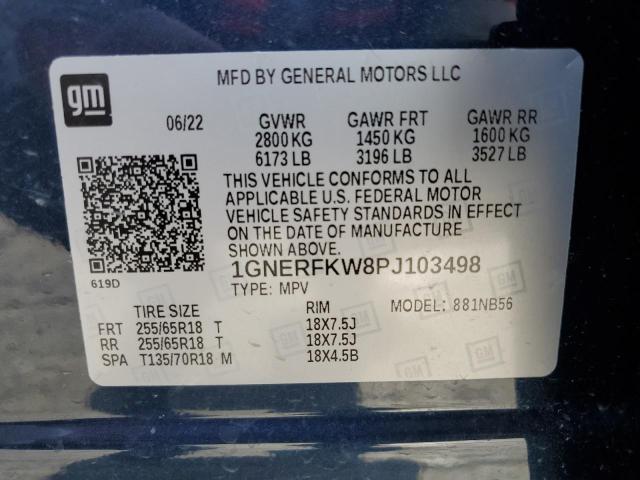 gm
MFD BY GENERAL MOTORS LLC
06/22 GVWR GAWR FRT GAWR RR
2800 KG 1450 KG 1600 KG
6173 LB 3196 LB 3527 LB
THIS VEHICLE CONFORMS TO ALL
APPLICABLE U.S. FEDERAL MOTOR
VEHICLE SAFETY STANDARDS IN EFFECT
ON THE DATE OF MANUFACTURE
SHOWN ABOVE.
619D
1GNERFKW8PJ103498
TYPE: MPV MODEL: 881NB56
TIRE SIZE RIM
FRT 255/65R18 T 18X7.5J
RR 255/65R18 T 18X7.5J
SPA T135/70R18 M 18X4.5B